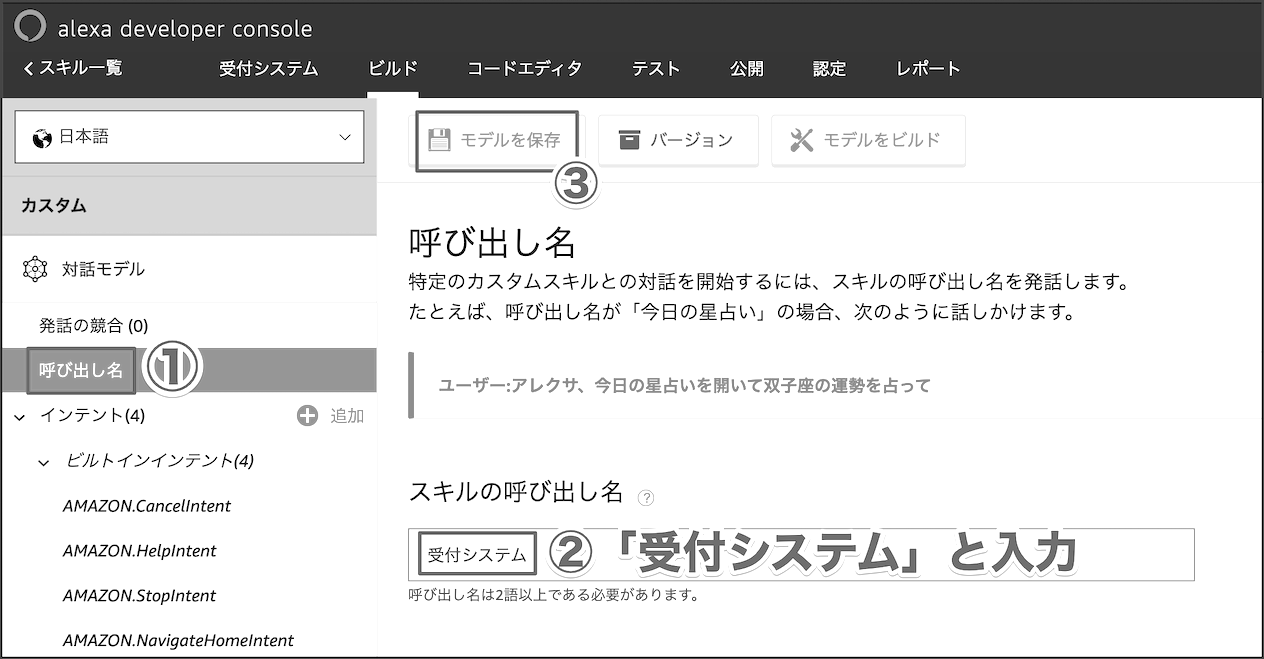 alexa developer console
スキル一覧 受付システム ビルド コードエディタ テスト 公開 認定 レポート
日本語
モデルを保存 バージョン モデルをビルド
③
カスタム
呼び出し名
対話モデル
特定のカスタムスキルとの対話を開始するには、スキルの呼び出し名を発話します。
たとえば、呼び出し名が「今日の星占い」の場合、次のように話しかけます。
発話の競合 (0)
呼び出し名 ①
ユーザー:アレクサ、今日の星占いを開いて双子座の運勢を占って
インテント(4) 追加
ビルトインインテント(4)
スキルの呼び出し名 ?
AMAZON.CancelIntent
AMAZON.HelpIntent
受付システム ②「受付システム」と入力
AMAZON.StopIntent
呼び出し名は2語以上である必要があります。
AMAZON.NavigateHomeIntent